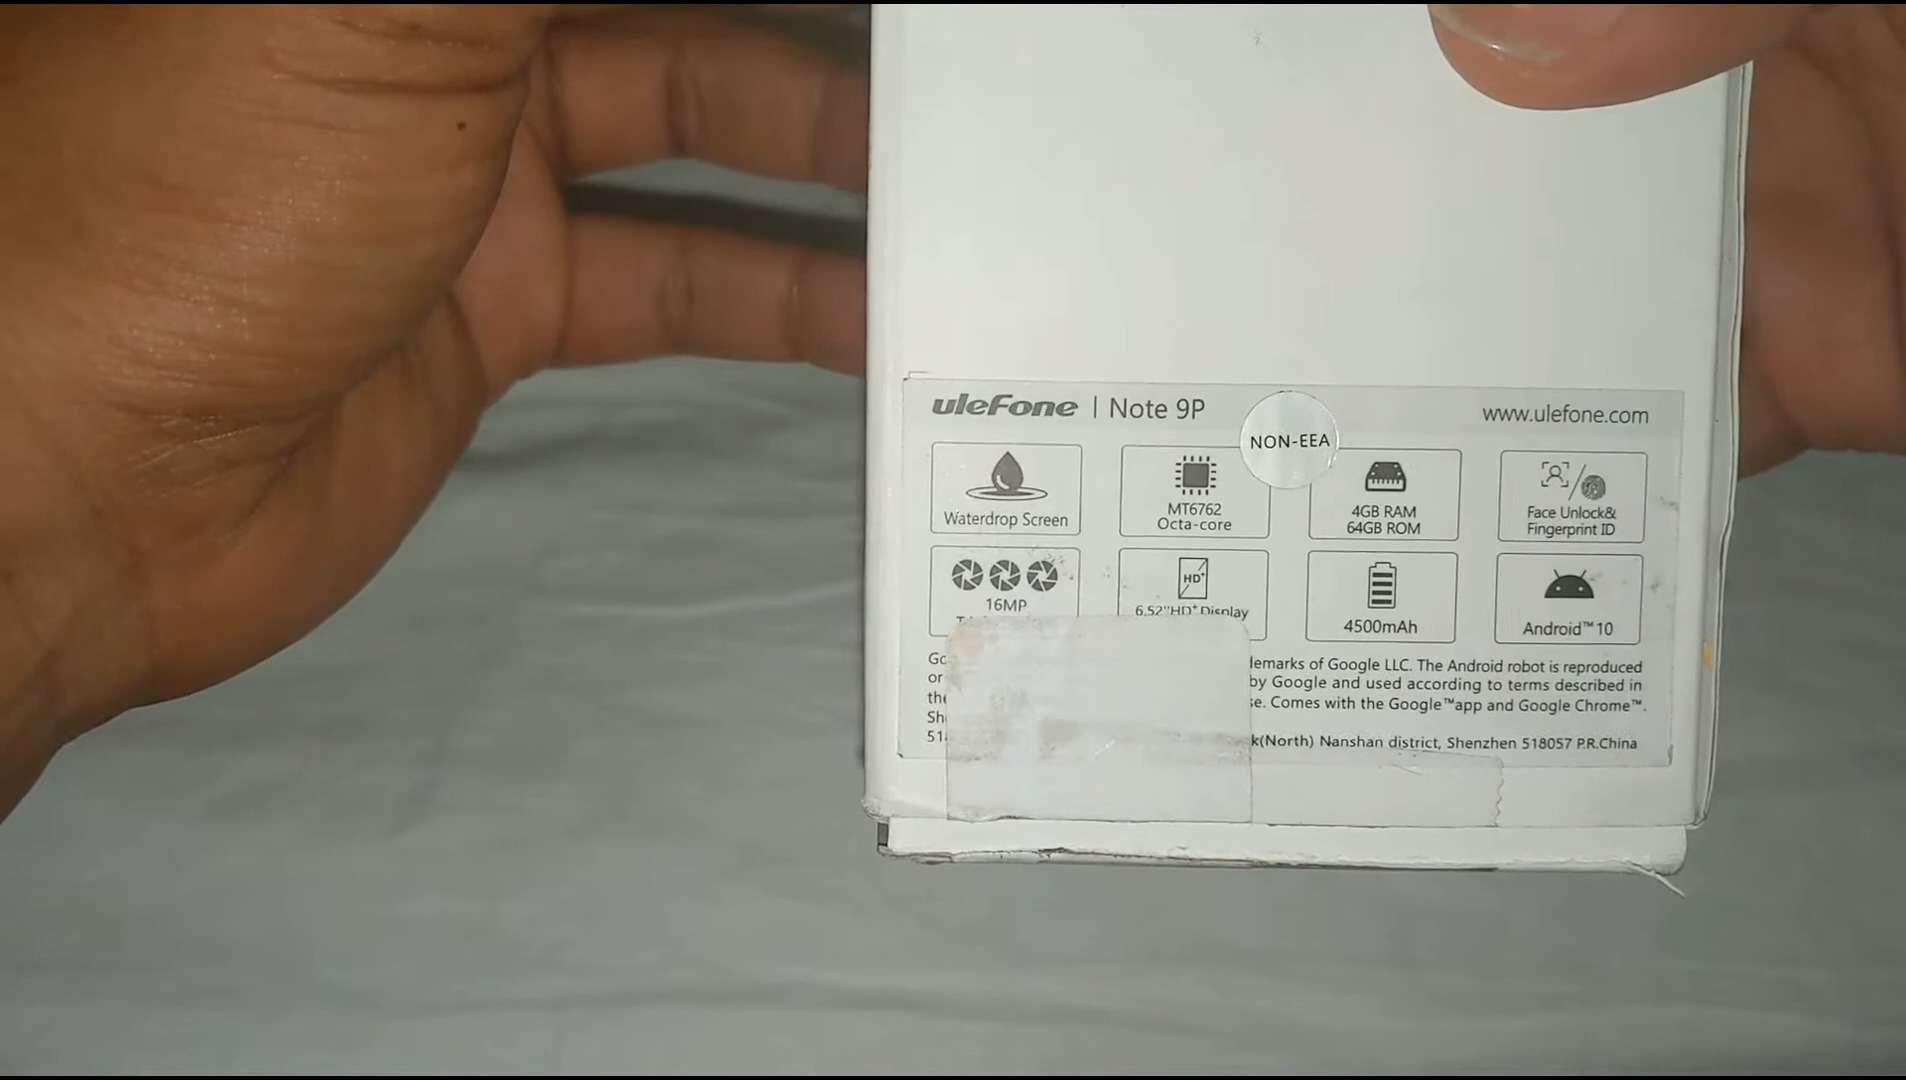 uleFone | Note 9P
www.ulefone.com
NON-EEA
Waterdrop Screen
MT6762
Octa-core
4GB RAM
64GB ROM
Face Unlock&
Fingerprint ID
16MP
HD+
6.52"HD+ Display
4500mAh
Android™ 10
of Google LLC. The Android robot is reproduced
or by Google and used according to terms described in
Comes with the Google™app and Google Chrome™.
(North) Nanshan district, Shenzhen 518057 P.R.China